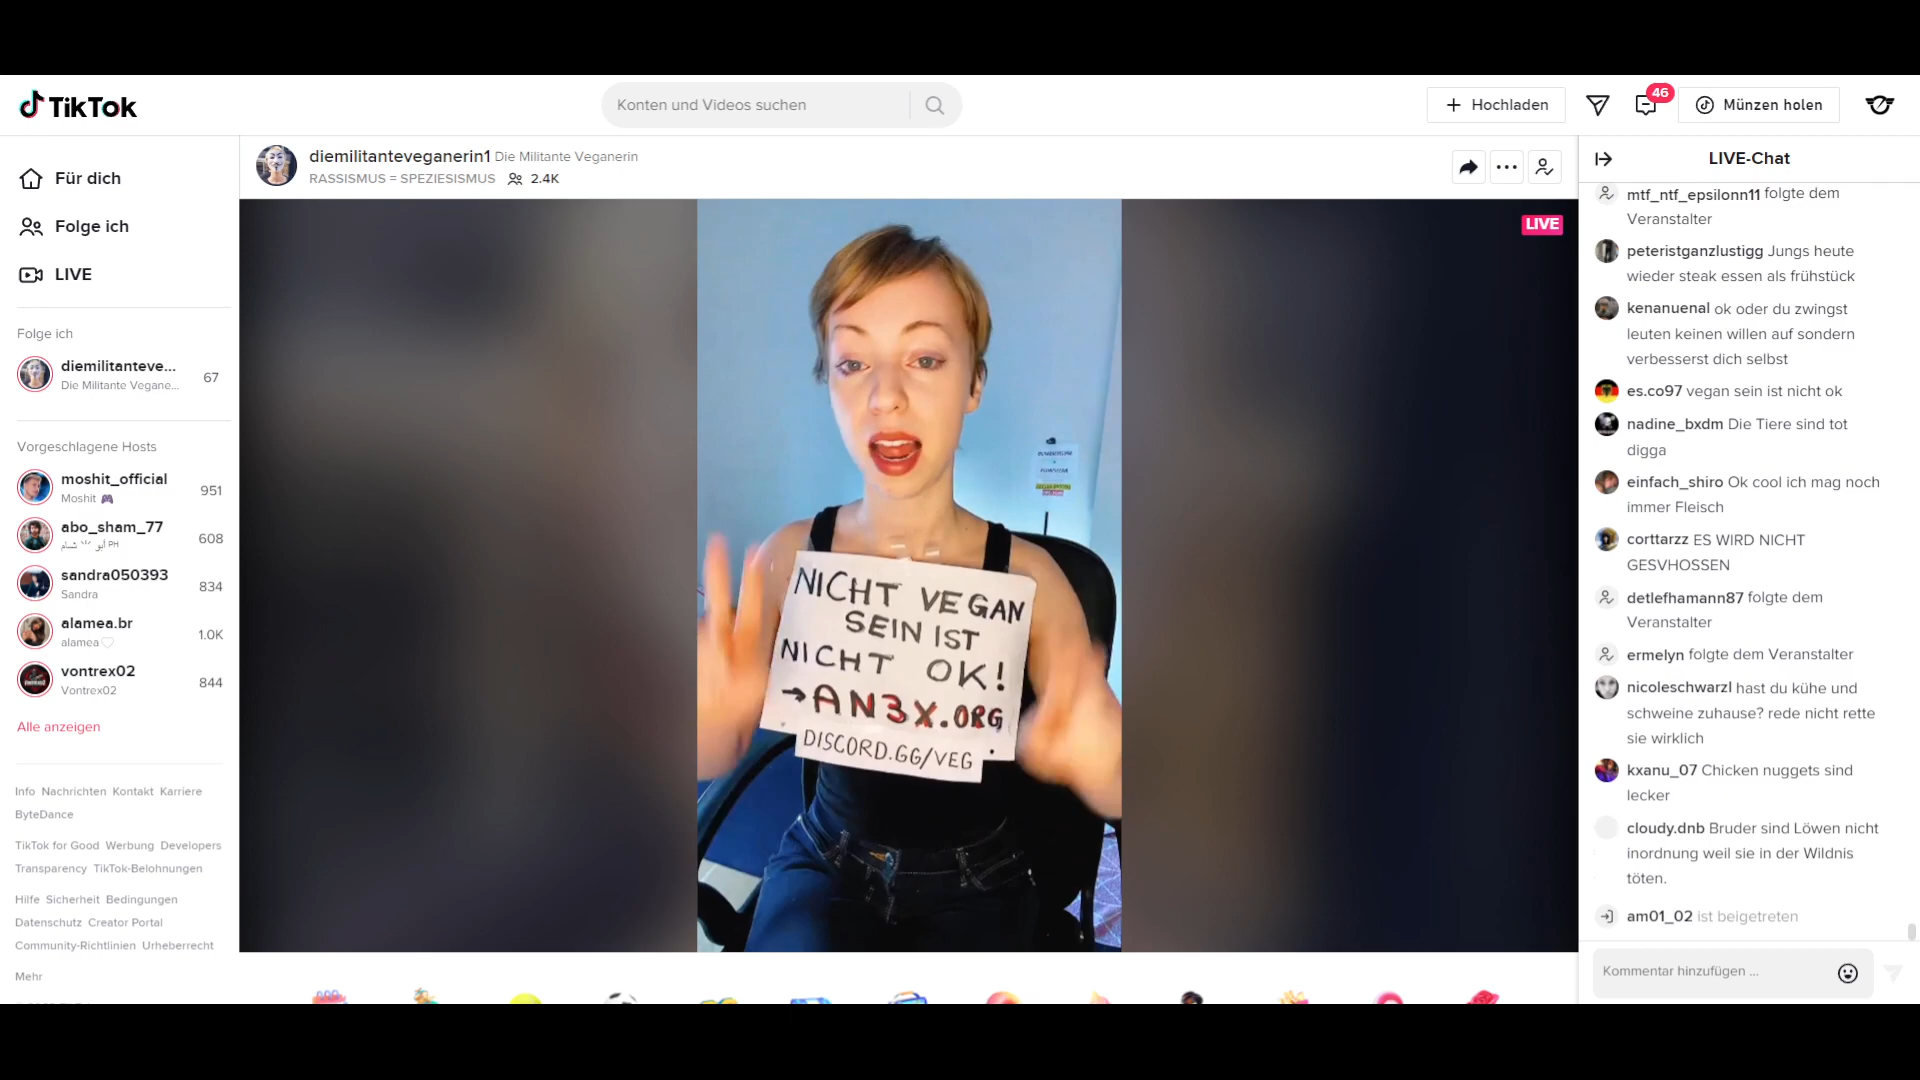 TikTok
Konten und Videos suchen
Hochladen
46
Münzen holen
Für dich
Folge ich
LIVE
Folge ich
diemilitanteve...
Die Militante Vegane...
67
Vorgeschlagene Hosts
moshit_official
Moshit 🎮
951
abo_sham_77
608
sandra050393
Sandra
834
alamea.br
alamea🤍
1.0K
vontrex02
Vontrex02
844
Alle anzeigen
Info Nachrichten Kontakt Karriere
ByteDance
TikTok for Good Werbung Developers
Transparency TikTok-Belohnungen
Hilfe Sicherheit Bedingungen
Datenschutz Creator Portal
Community-Richtlinien Urheberrecht
Mehr
diemilitanteveganerin1 Die Militante Veganerin
RASSISMUS = SPEZIESISMUS 2.4K
LIVE
NICHT VEGAN
SEIN IST
NICHT OK!
→AN3X.ORG
DISCORD.GG/VEG
LIVE-Chat
mtf_ntf_epsilonn11 folgte dem
Veranstalter
peteristganzlustigg Jungs heute
wieder steak essen als frühstück
kenanuenal ok oder du zwingst
leuten keinen willen auf sondern
verbesserst dich selbst
es.co97 vegan sein ist nicht ok
nadine_bxdm Die Tiere sind tot
digga
einfach_shiro Ok cool ich mag noch
immer Fleisch
corttarzz ES WIRD NICHT
GESVHOSSEN
detlefhamann87 folgte dem
Veranstalter
ermelyn folgte dem Veranstalter
nicoleschwarzl hast du kühe und
schweine zuhause? rede nicht rette
sie wirklich
kxanu_07 Chicken nuggets sind
lecker
cloudy.dnb Bruder sind Löwen nicht
inordnung weil sie in der Wildnis
töten.
am01_02 ist beigetreten
Kommentar hinzufügen ...